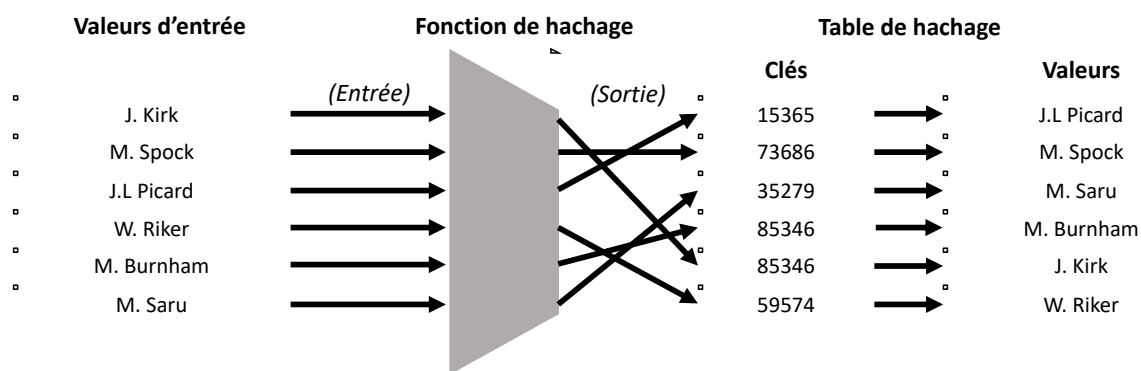 Valeurs d’entrée Fonction de hachage Table de hachage
Clés Valeurs
(Entrée) (Sortie)
J. Kirk 15365 J.L Picard
M. Spock 73686 M. Spock
J.L Picard 35279 M. Saru
W. Riker 85346 M. Burnham
M. Burnham 85346 J. Kirk
M. Saru 59574 W. Riker